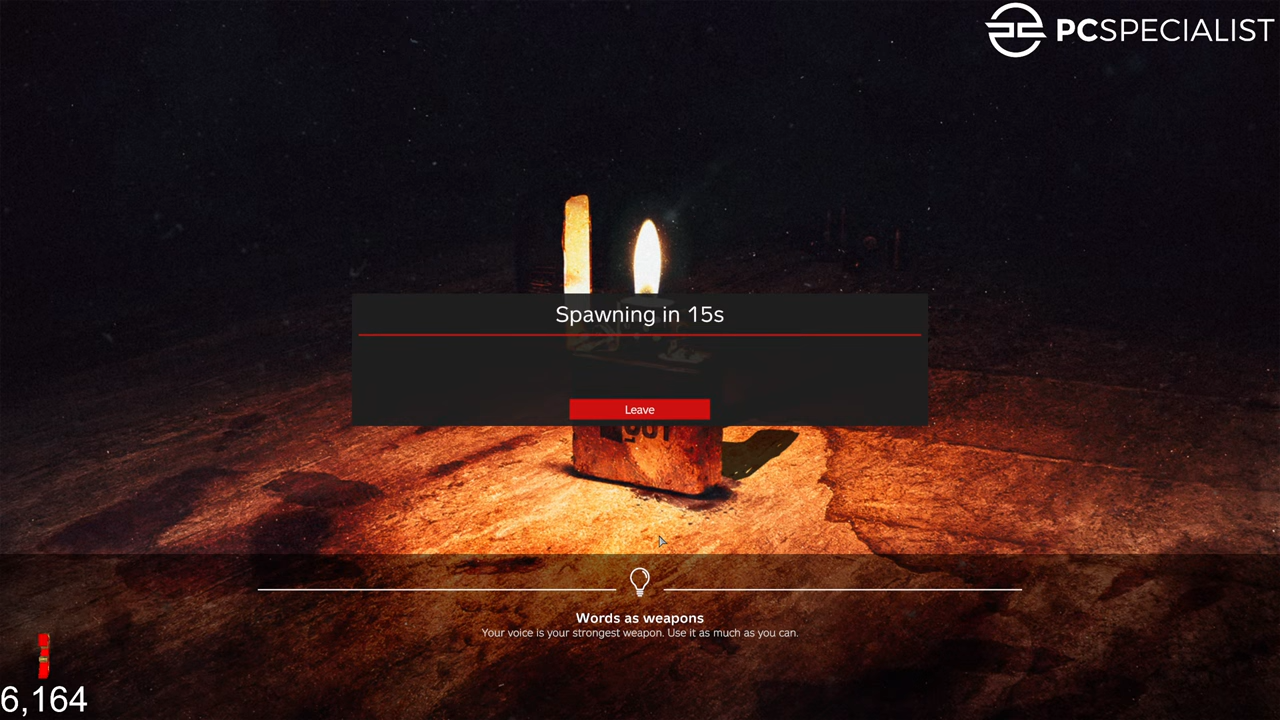 PCSPECIALIST
Spawning in 15s
Leave
Words as weapons
Your voice is your strongest weapon. Use it as much as you can.
6,164